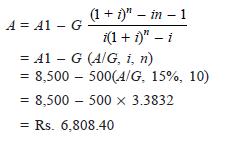 A = A1 – G \frac{(1 + i)^n – in – 1}{i(1 + i)^n – i}
= A1 – G (A/G, i, n)
= 8,500 – 500(A/G, 15%, 10)
= 8,500 – 500 × 3.3832
= Rs. 6,808.40